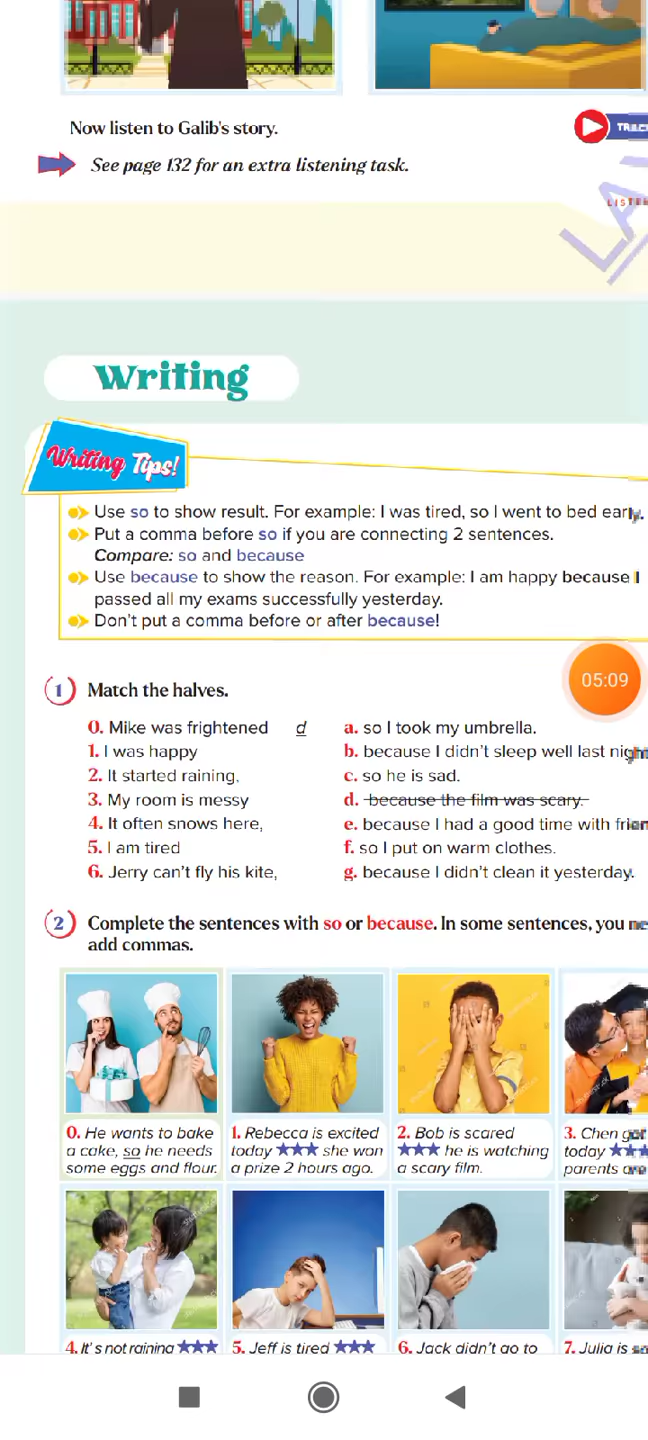 Now listen to Galib's story.
See page 132 for an extra listening task.
Writing
Writing Tips!
Use so to show result. For example: I was tired, so I went to bed early.
Put a comma before so if you are connecting 2 sentences.
Compare: so and because
Use because to show the reason. For example: I am happy because I
passed all my exams successfully yesterday.
Don't put a comma before or after because!
05:09
1 Match the halves.
0. Mike was frightened d
a. so I took my umbrella.
1. I was happy
b. because I didn't sleep well last night
2. It started raining,
c. so he is sad.
3. My room is messy
d. because the film was scary.
4. It often snows here,
e. because I had a good time with
5. I am tired
f. so I put on warm clothes.
6. Jerry can't fly his kite,
g. because I didn't clean it yesterday.
2 Complete the sentences with so or because. In some sentences, you
add commas.
0. He wants to bake
a cake, so he needs
some eggs and flour.
1. Rebecca is excited
today ★★★ she won
a prize 2 hours ago.
2. Bob is scared
★★★ he is watching
a scary film.
3. Chen got
today ★★★
parents are
4. It's not raining ★★★
5. Jeff is tired ★★★
6. Jack didn't go to
7. Julia is